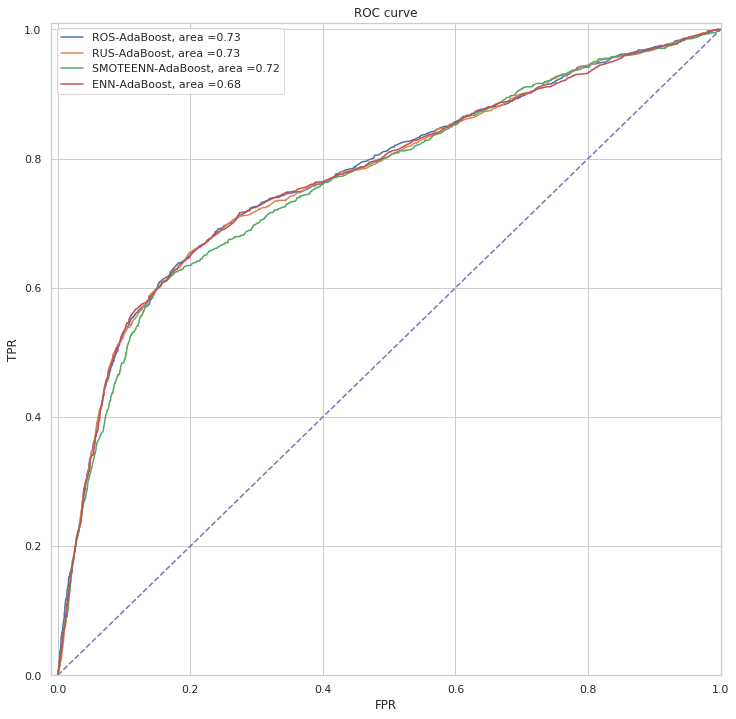 ROC curve
ROS-AdaBoost, area =0.73
RUS-AdaBoost, area =0.73
SMOTEENN-AdaBoost, area =0.72
ENN-AdaBoost, area =0.68
1.0
0.8
0.6
0.4
0.2
0.0
TPR
0.0 0.2 0.4 0.6 0.8 1.0
FPR